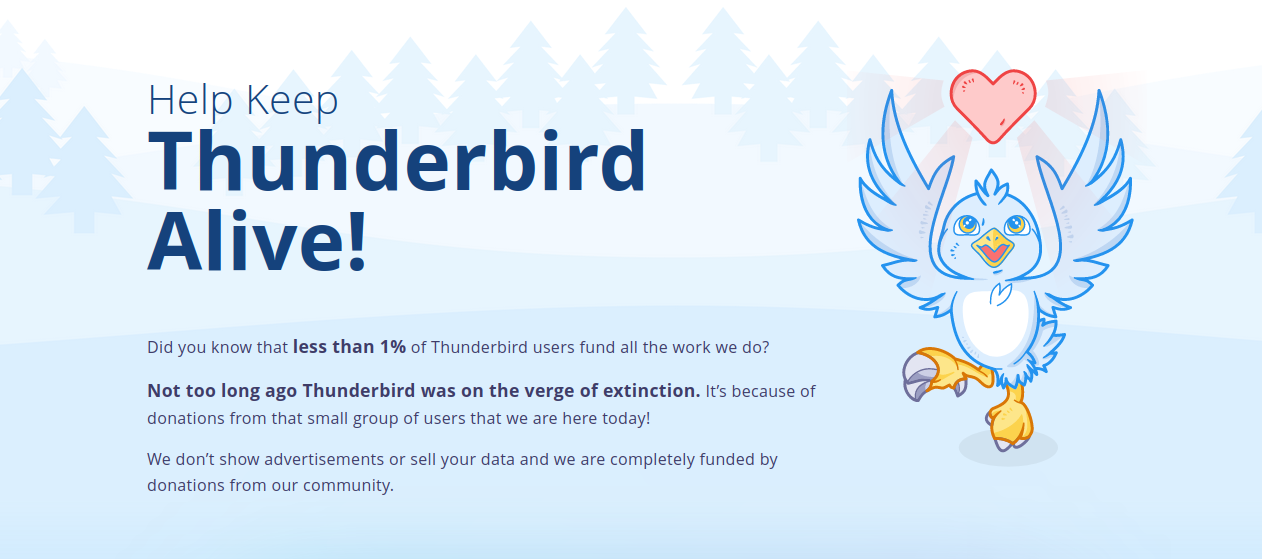 Help Keep
Thunderbird
Alive!
Did you know that less than 1% of Thunderbird users fund all the work we do?
Not too long ago Thunderbird was on the verge of extinction. It’s because of
donations from that small group of users that we are here today!
We don’t show advertisements or sell your data and we are completely funded by
donations from our community.